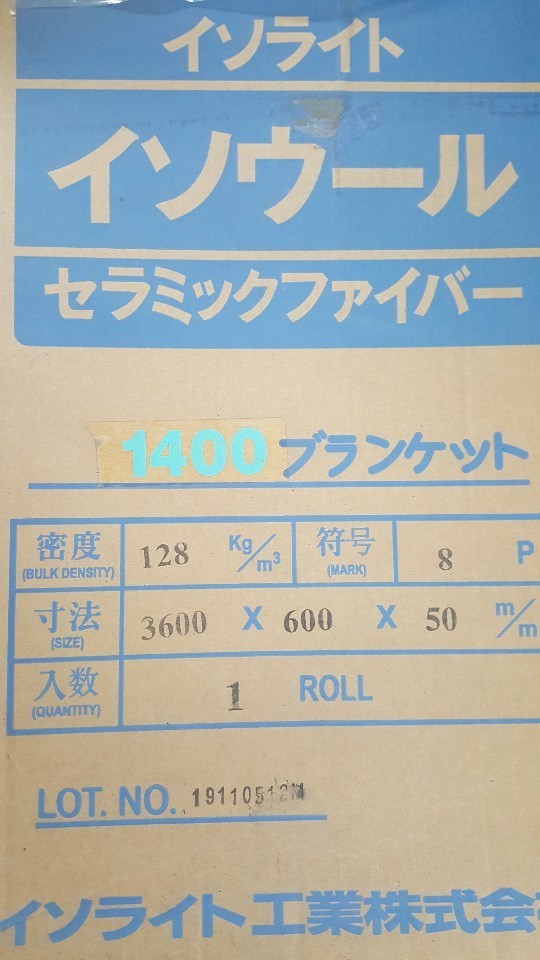 イソライト
イソウール
セラミックファイバー
1400 ブランケット
密度 (BULK DENSITY) 128 Kg/m³ 符号 (MARK) 8 P
寸法 (SIZE) 3600 X 600 X 50 m/m
入数 (QUANTITY) 1 ROLL
LOT. NO.
イソライト工業株式会